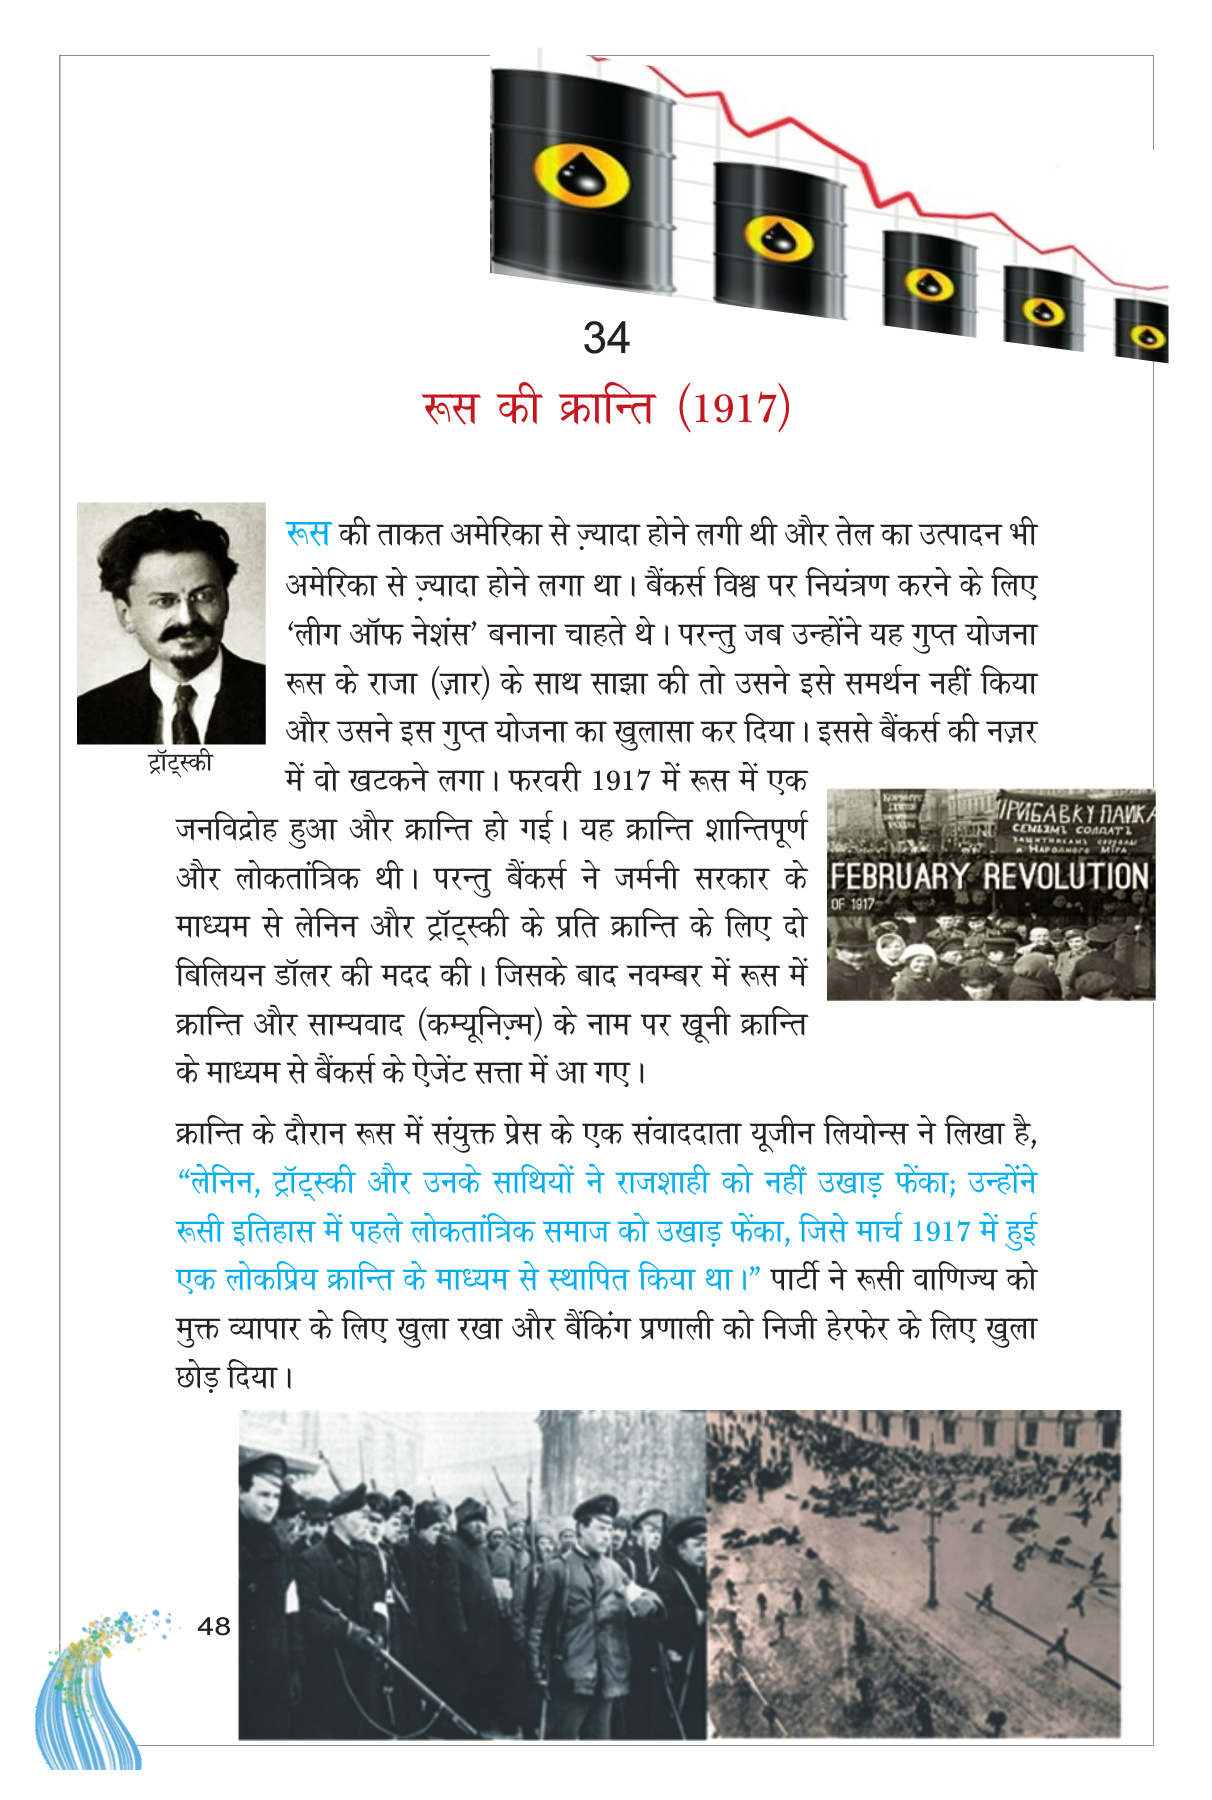 34
रूस की क्रान्ति (1917)
रूस की ताकत अमेरिका से ज़्यादा होने लगी थी और तेल का उत्पादन भी
अमेरिका से ज़्यादा होने लगा था। बैंकर्स विश्व पर नियंत्रण करने के लिए
‘लीग ऑफ नेशंस’ बनाना चाहते थे। परन्तु जब उन्होंने यह गुप्त योजना
रूस के राजा (ज़ार) के साथ साझा की तो उसने इसे समर्थन नहीं किया
और उसने इस गुप्त योजना का खुलासा कर दिया। इससे बैंकर्स की नज़र
ट्रॉट्स्की
में वो खटकने लगा। फरवरी 1917 में रूस में एक
जनविद्रोह हुआ और क्रान्ति हो गई। यह क्रान्ति शान्तिपूर्ण
और लोकतांत्रिक थी। परन्तु बैंकर्स ने जर्मनी सरकार के
माध्यम से लेनिन और ट्रॉट्स्की के प्रति क्रान्ति के लिए दो
बिलियन डॉलर की मदद की। जिसके बाद नवम्बर में रूस में
क्रान्ति और साम्यवाद (कम्यूनिज़्म) के नाम पर खूनी क्रान्ति
के माध्यम से बैंकर्स के ऐजेंट सत्ता में आ गए।
ПРИБАВКУ ПАИКА
СЕМЬЯМЪ СОЛДАТЪ
FEBRUARY REVOLUTION
OF 1917
क्रान्ति के दौरान रूस में संयुक्त प्रेस के एक संवाददाता यूजीन लियोन्स ने लिखा है,
“लेनिन, ट्रॉट्स्की और उनके साथियों ने राजशाही को नहीं उखाड़ फेंका; उन्होंने
रूसी इतिहास में पहले लोकतांत्रिक समाज को उखाड़ फेंका, जिसे मार्च 1917 में हुई
एक लोकप्रिय क्रान्ति के माध्यम से स्थापित किया था।” पार्टी ने रूसी वाणिज्य को
मुक्त व्यापार के लिए खुला रखा और बैंकिंग प्रणाली को निजी हेरफेर के लिए खुला
छोड़ दिया।
48